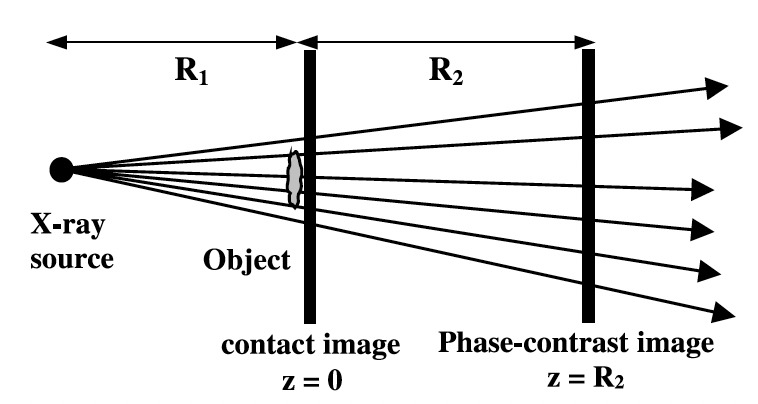 R₁
R₂
X-ray
source
Object
contact image
z = 0
Phase-contrast image
z = R₂